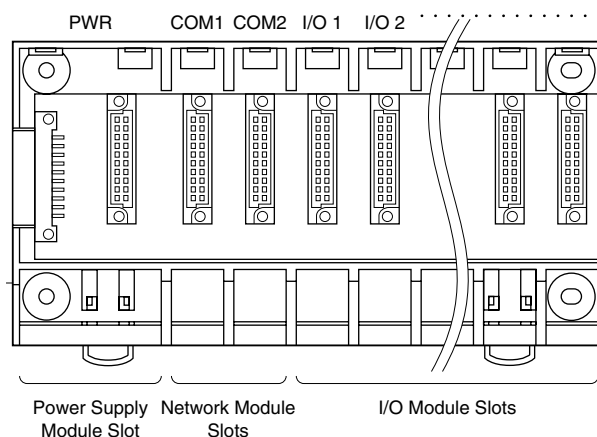 PWR COM1 COM2 I/O 1 I/O 2 . . . . . . . . . . . . . .
Power Supply Module Slot
Network Module Slots
I/O Module Slots